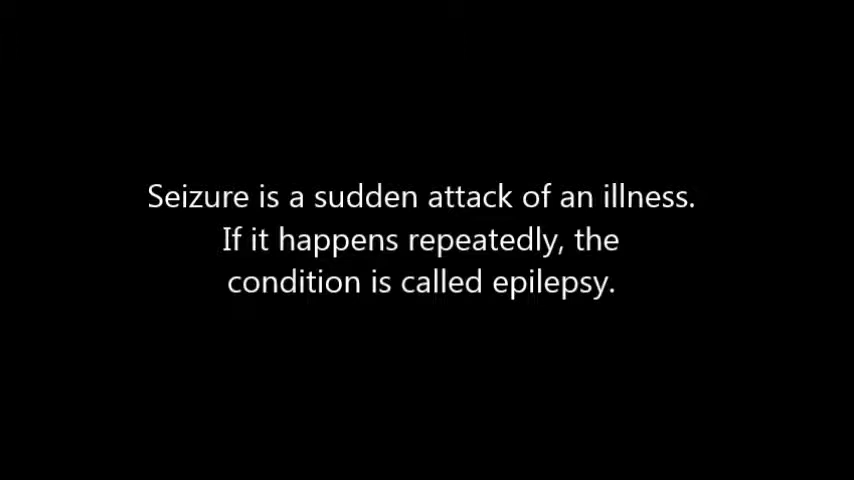 Seizure is a sudden attack of an illness.
If it happens repeatedly, the
condition is called epilepsy.